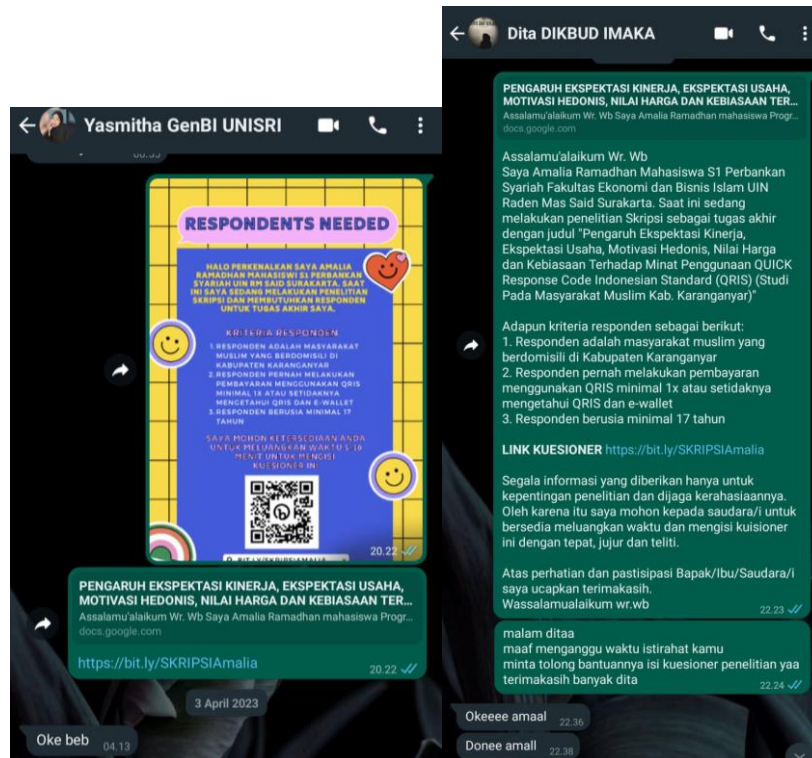 Yasmitha GenBI UNISRI
RESPONDENTS NEEDED
HALO PERKENALKAN SAYA AMALIA
RAMADHAN MAHASISWI S1 PERBANKAN
SYARIAH UIN RM SAID SURAKARTA. SAAT
INI SAYA SEDANG MELAKUKAN PENELITIAN
SKRIPSI DAN MEMBUTUHKAN RESPONDEN
UNTUK TUGAS AKHIR SAYA.
KRITERIA RESPONDEN
1. RESPONDEN ADALAH MASYARAKAT
MUSLIM YANG BERDOMISILI DI
KABUPATEN KARANGANYAR
2. RESPONDEN PERNAH MELAKUKAN
PEMBAYARAN MENGGUNAKAN QRIS
MINIMAL 1X ATAU SETIDAKNYA
MENGETAHUI QRIS DAN E-WALLET
3. RESPONDEN BERUSIA MINIMAL 17
TAHUN
SAYA MOHON KETERSEDIAAN ANDA
UNTUK MELUANGKAN WAKTU 5-10
MENIT UNTUK MENGISI
KUESIONER INI
BIT.LY/SKRIPSIAMALIA
20.22
PENGARUH EKSPEKTASI KINERJA, EKSPEKTASI USAHA,
MOTIVASI HEDONIS, NILAI HARGA DAN KEBIASAAN TER...
Assalamu'alaikum Wr. Wb Saya Amalia Ramadhan mahasiswa Progr...
docs.google.com
https://bit.ly/SKRIPSIAmalia
20.22
3 April 2023
Oke beb 04.13
Dita DIKBUD IMAKA
PENGARUH EKSPEKTASI KINERJA, EKSPEKTASI USAHA,
MOTIVASI HEDONIS, NILAI HARGA DAN KEBIASAAN TER...
Assalamu'alaikum Wr. Wb Saya Amalia Ramadhan mahasiswa Progr...
docs.google.com
Assalamu'alaikum Wr. Wb
Saya Amalia Ramadhan Mahasiswa S1 Perbankan
Syariah Fakultas Ekonomi dan Bisnis Islam UIN
Raden Mas Said Surakarta. Saat ini sedang
melakukan penelitian Skripsi sebagai tugas akhir
dengan judul "Pengaruh Ekspektasi Kinerja,
Ekspektasi Usaha, Motivasi Hedonis, Nilai Harga
dan Kebiasaan Terhadap Minat Penggunaan QUICK
Response Code Indonesian Standard (QRIS) (Studi
Pada Masyarakat Muslim Kab. Karanganyar)"
Adapun kriteria responden sebagai berikut:
1. Responden adalah masyarakat muslim yang
berdomisili di Kabupaten Karanganyar
2. Responden pernah melakukan pembayaran
menggunakan QRIS minimal 1x atau setidaknya
mengetahui QRIS dan e-wallet
3. Responden berusia minimal 17 tahun
LINK KUESIONER https://bit.ly/SKRIPSIAmalia
Segala informasi yang diberikan hanya untuk
kepentingan penelitian dan dijaga kerahasiaannya.
Oleh karena itu saya mohon kepada saudara/i untuk
bersedia meluangkan waktu dan mengisi kuisioner
ini dengan tepat, jujur dan teliti.
Atas perhatian dan pastisipasi Bapak/Ibu/Saudara/i
saya ucapkan terimakasih.
Wassalamualaikum wr.wb
22.23
malam ditaa
maaf menganggu waktu istirahat kamu
minta tolong bantuannya isi kuesioner penelitian yaa
terimakasih banyak dita
22.24
Okeeee amaal 22.36
Donee amall 22.38